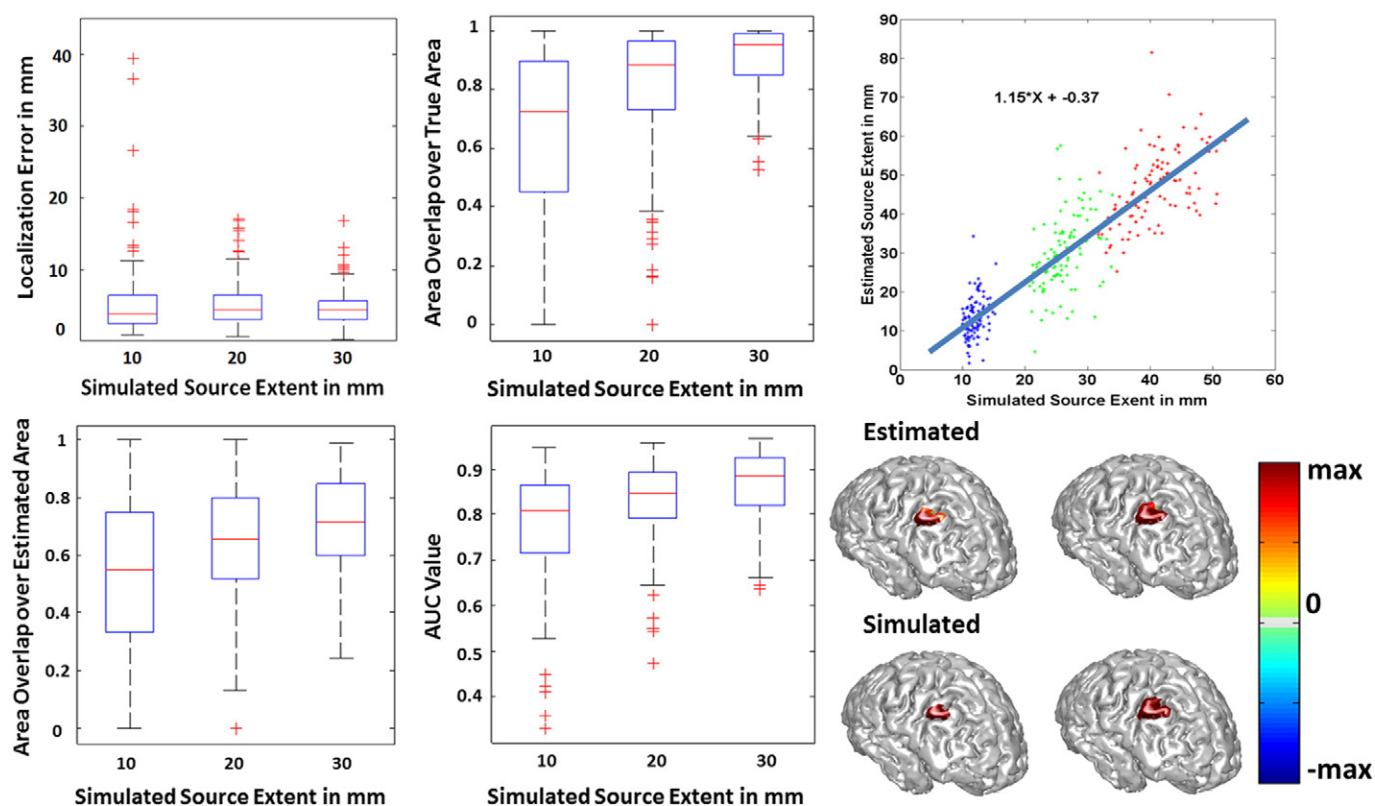 Localization Error in mm
40
30
20
10
0
10 20 30
Simulated Source Extent in mm
Area Overlap over True Area
1
0.8
0.6
0.4
0.2
0
10 20 30
Simulated Source Extent in mm
Estimated Source Extent in mm
90
80
70
60
50
40
30
20
10
0
1.15*X + -0.37
0 10 20 30 40 50 60
Simulated Source Exent in mm
Area Overlap over Estimated Area
1
0.8
0.6
0.4
0.2
0
10 20 30
Simulated Source Extent in mm
AUC Value
0.9
0.8
0.7
0.6
0.5
0.4
10 20 30
Simulated Source Extent in mm
Estimated
Simulated
max
0
-max